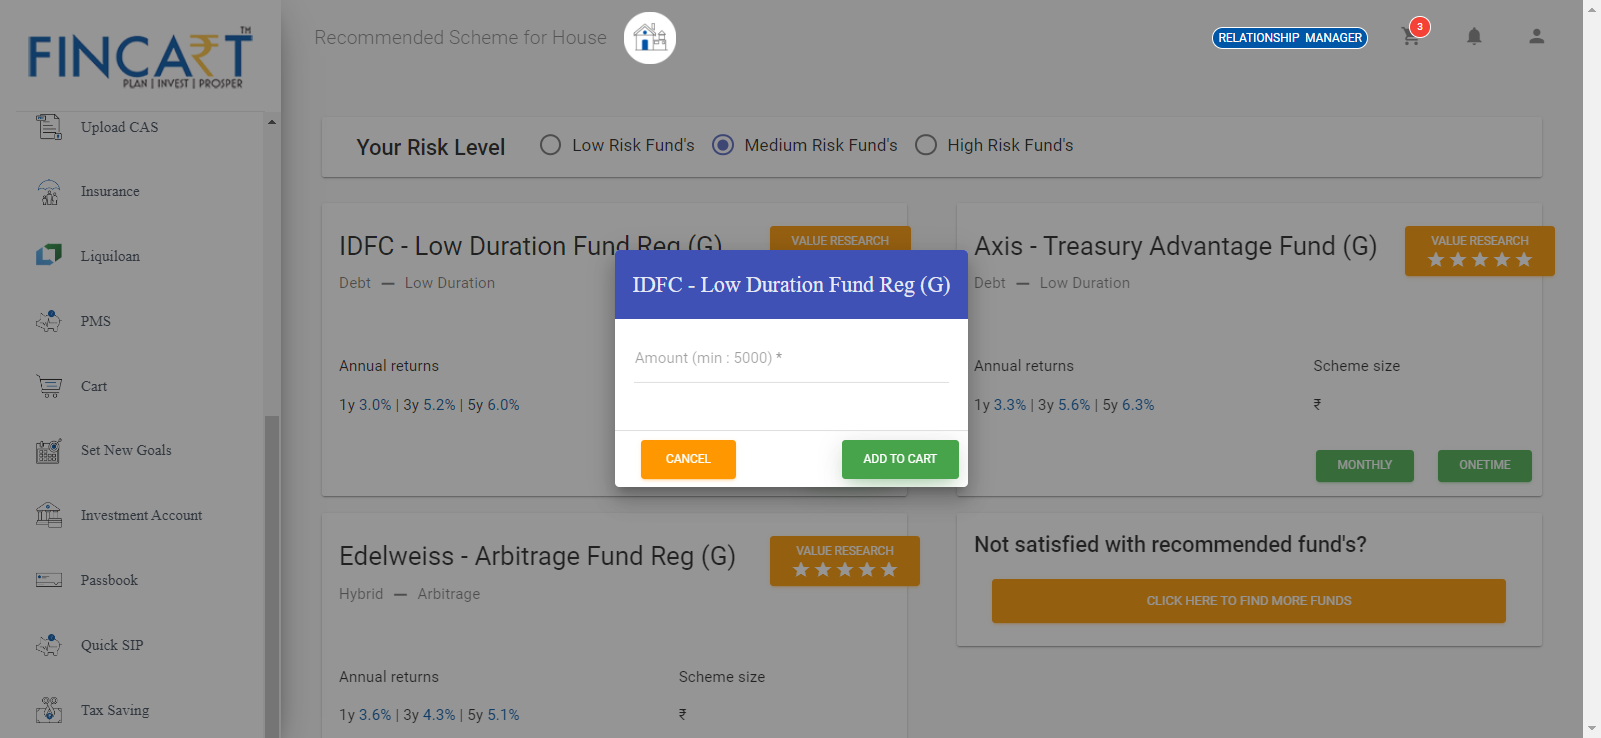 FINCART TM
PLAN | INVEST | PROSPER
Recommended Scheme for House
RELATIONSHIP MANAGER
3
Upload CAS
Insurance
Liquiloan
PMS
Cart
Set New Goals
Investment Account
Passbook
Quick SIP
Tax Saving
Your Risk Level
Low Risk Fund's
Medium Risk Fund's
High Risk Fund's
IDFC - Low Duration Fund Reg (G)
VALUE RESEARCH
Debt — Low Duration
Annual returns
1y 3.0% | 3y 5.2% | 5y 6.0%
Axis - Treasury Advantage Fund (G)
VALUE RESEARCH
Debt — Low Duration
Annual returns
Scheme size
1y 3.3% | 3y 5.6% | 5y 6.3%
₹
MONTHLY
ONETIME
IDFC - Low Duration Fund Reg (G)
Amount (min : 5000) *
CANCEL
ADD TO CART
Edelweiss - Arbitrage Fund Reg (G)
VALUE RESEARCH
Hybrid — Arbitrage
Annual returns
Scheme size
1y 3.6% | 3y 4.3% | 5y 5.1%
₹
Not satisfied with recommended fund's?
CLICK HERE TO FIND MORE FUNDS